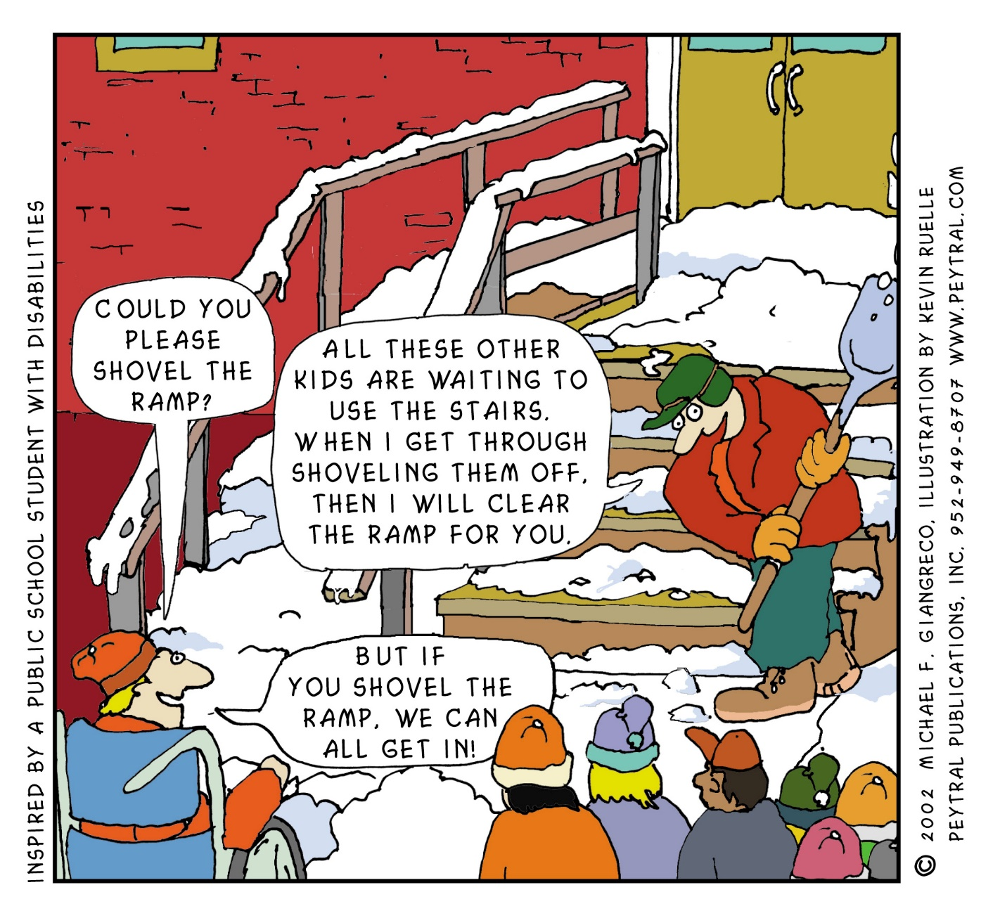 COULD YOU
PLEASE
SHOVEL THE
RAMP?
ALL THESE OTHER
KIDS ARE WAITING TO
USE THE STAIRS.
WHEN I GET THROUGH
SHOVELING THEM OFF,
THEN I WILL CLEAR
THE RAMP FOR YOU.
BUT IF
YOU SHOVEL THE
RAMP, WE CAN
ALL GET IN!
INSPIRED BY A PUBLIC SCHOOL STUDENT WITH DISABILITIES
© 2002 MICHAEL F. GIANGRECO, ILLUSTRATION BY KEVIN RUELLE
PEYTRAL PUBLICATIONS, INC. 952-949-8707 WWW.PEYTRAL.COM